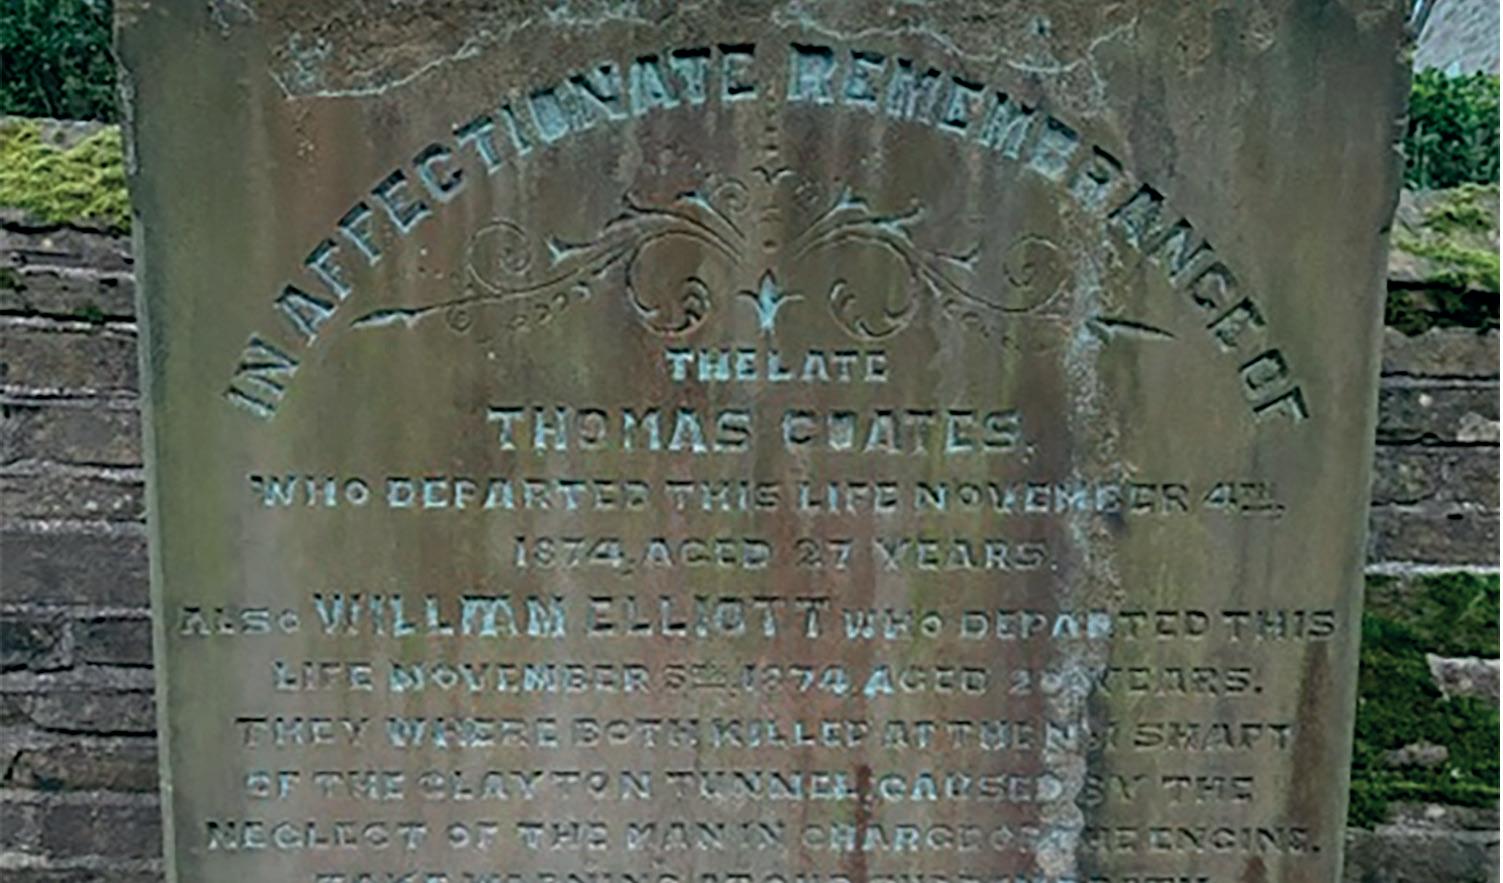 IN AFFECTIONATE REMEMBRANCE OF
THE LATE
THOMAS COATES,
WHO DEPARTED THIS LIFE NOVEMBER 4TH,
1874, AGED 27 YEARS.
ALSO WILLIAM ELLIOTT WHO DEPARTED THIS
LIFE NOVEMBER 5TH, 1874, AGED YEARS.
THEY WHERE BOTH KILLED AT THE SHAFT
OF THE CLAYTON TUNNEL, CAUSED BY THE
NEGLECT OF THE MAN IN CHARGE OF THE ENGINE.